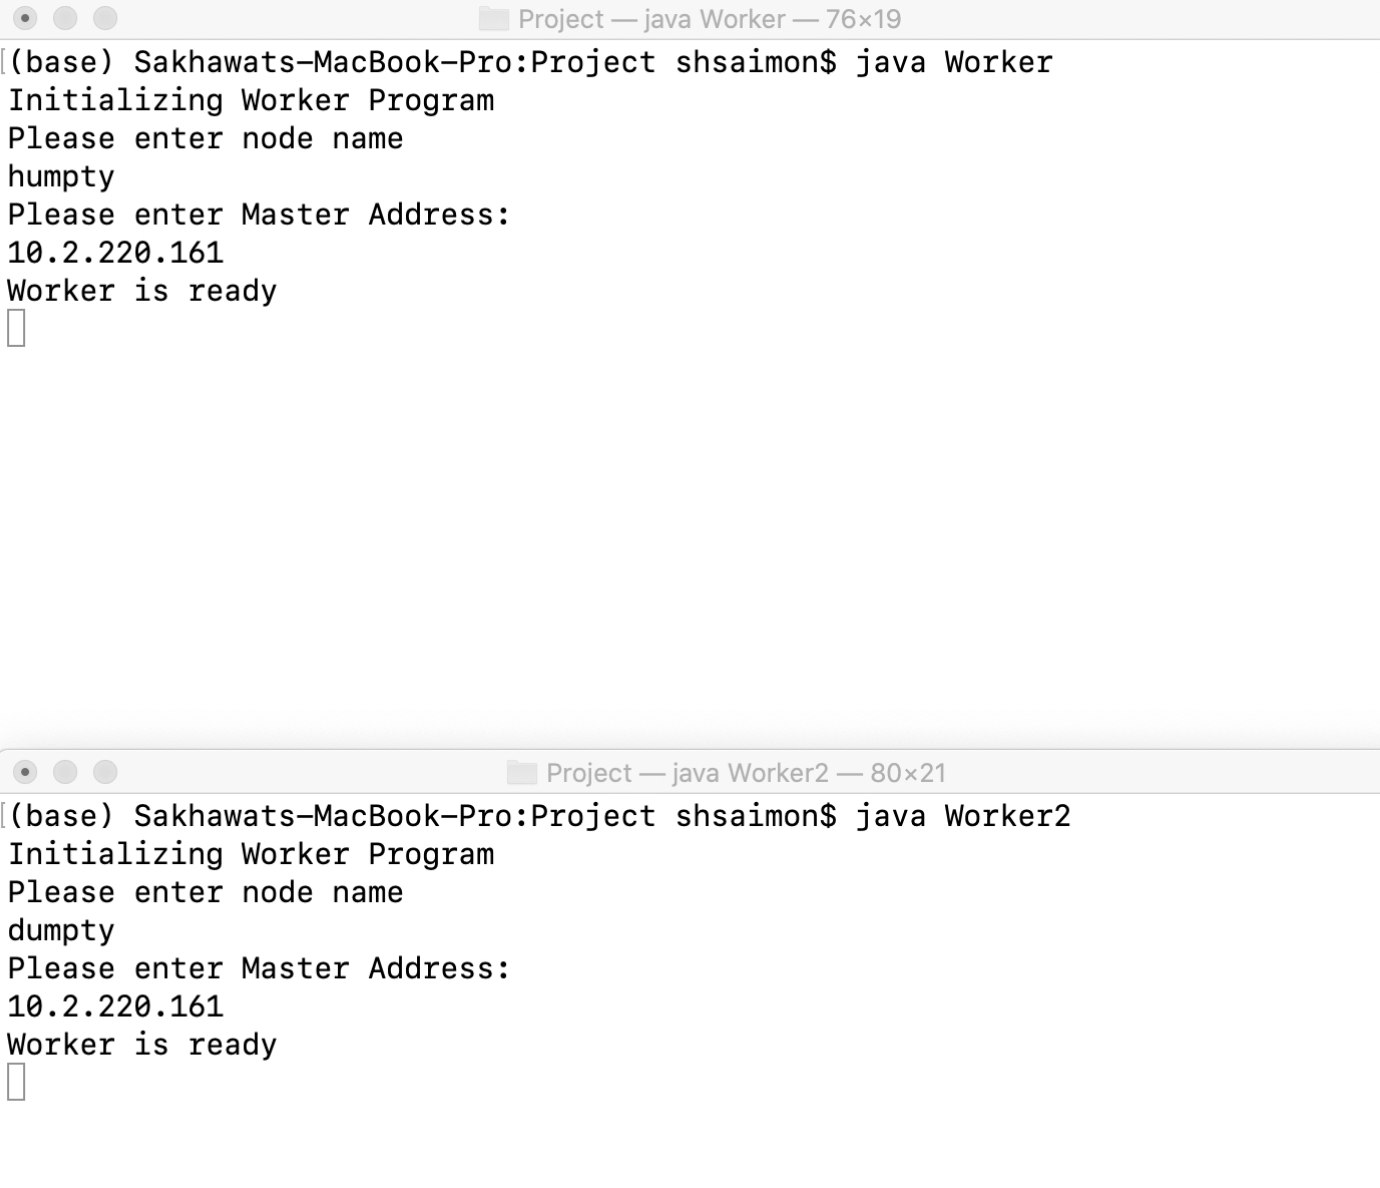 Project — java Worker — 76×19
(base) Sakhawats-MacBook-Pro:Project shsaimon$ java Worker
Initializing Worker Program
Please enter node name
humpty
Please enter Master Address:
10.2.220.161
Worker is ready
Project — java Worker2 — 80×21
(base) Sakhawats-MacBook-Pro:Project shsaimon$ java Worker2
Initializing Worker Program
Please enter node name
dumpty
Please enter Master Address:
10.2.220.161
Worker is ready